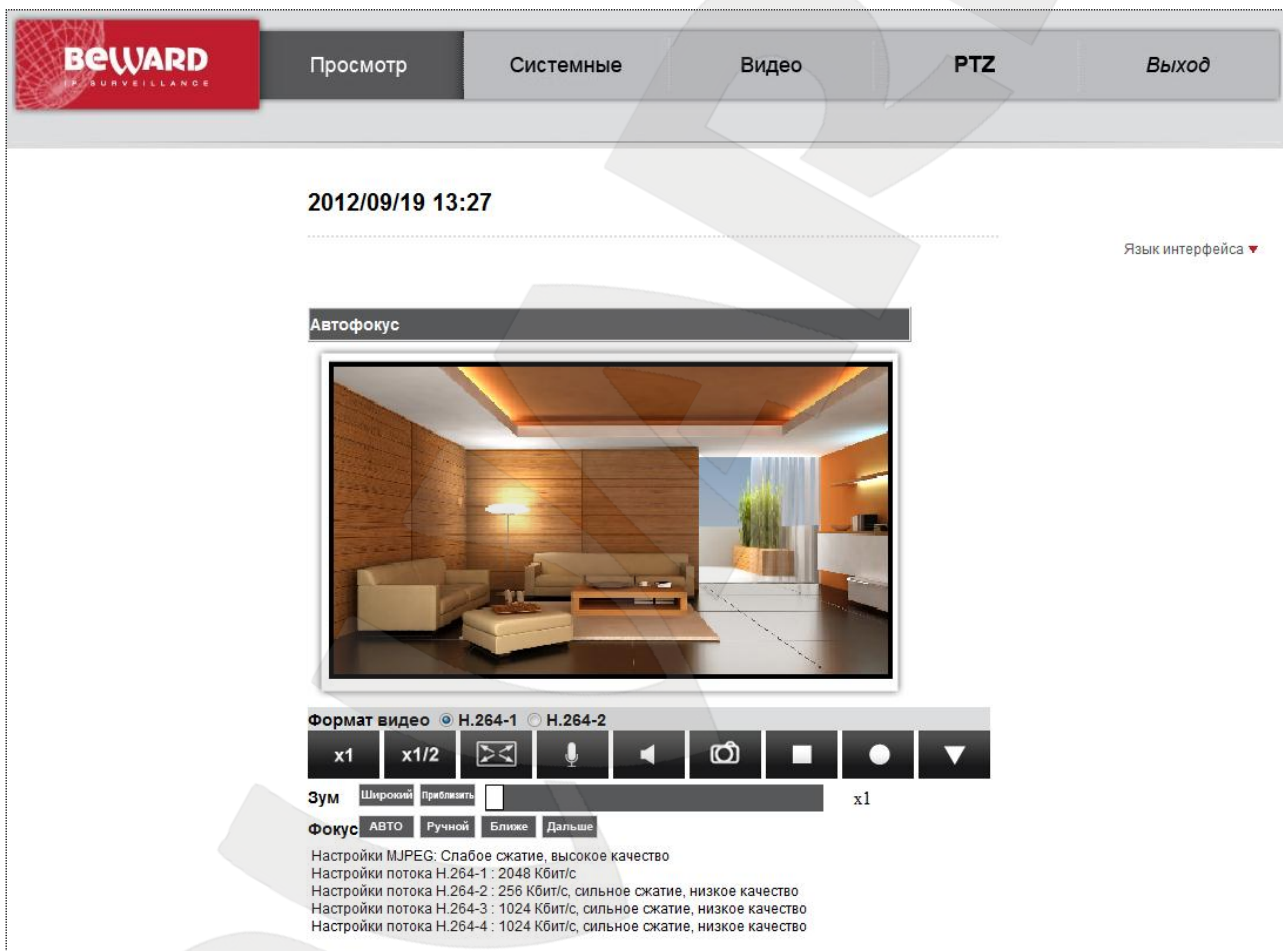 BEWARD
IP SURVEILLANCE
Просмотр
Системные
Видео
PTZ
Выход
2012/09/19 13:27
Язык интерфейса
Автофокус
Формат видео H.264-1 H.264-2
x1 x1/2
Зум Широкий Приблизить x1
Фокус АВТО Ручной Ближе Дальше
Настройки MJPEG: Слабое сжатие, высокое качество
Настройки потока H.264-1 : 2048 Кбит/с
Настройки потока H.264-2 : 256 Кбит/с, сильное сжатие, низкое качество
Настройки потока H.264-3 : 1024 Кбит/с, сильное сжатие, низкое качество
Настройки потока H.264-4 : 1024 Кбит/с, сильное сжатие, низкое качество